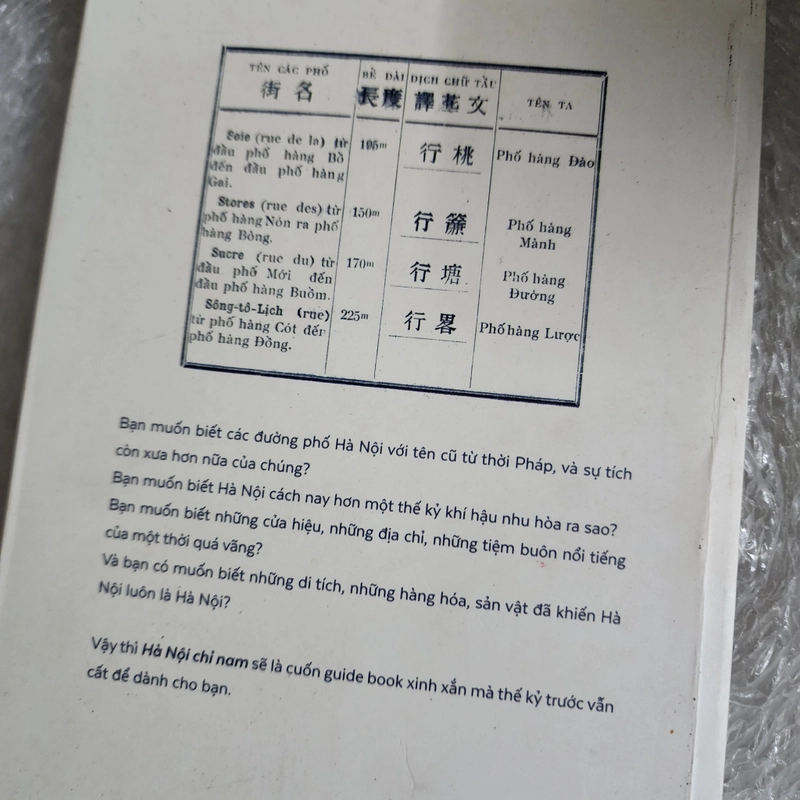 TÊN CÁC PHỐ BỀ DÀI DỊCH CHỮ TẦU TÊN TA
街名 長度 譯華文
Soie (rue de la) từ 195m 行桃 Phố hàng Đào
đầu phố hàng Bồ
đến đầu phố hàng
Gai.
Stores (rue des) từ 150m 行簾 Phố hàng
phố hàng Nón ra phố Mành
hàng Bông.
Sucre (rue du) từ 170m 行塘 Phố hàng
đầu phố Mới đến Đường
đầu phố hàng Buồm.
Sông-tô-Lịch (rue) 225m 行畧 Phố hàng Lược
từ phố hàng Cót đến
phố hàng Đồng.
Bạn muốn biết các đường phố Hà Nội với tên cũ từ thời Pháp, và sự tích
còn xưa hơn nữa của chúng?
Bạn muốn biết Hà Nội cách nay hơn một thế kỷ khí hậu nhu hòa ra sao?
Bạn muốn biết những cửa hiệu, những địa chỉ, những tiệm buôn nổi tiếng
của một thời quá vãng?
Và bạn có muốn biết những di tích, những hàng hóa, sản vật đã khiến Hà
Nội luôn là Hà Nội?
Vậy thì Hà Nội chỉ nam sẽ là cuốn guide book xinh xắn mà thế kỷ trước vẫn
cất để dành cho bạn.